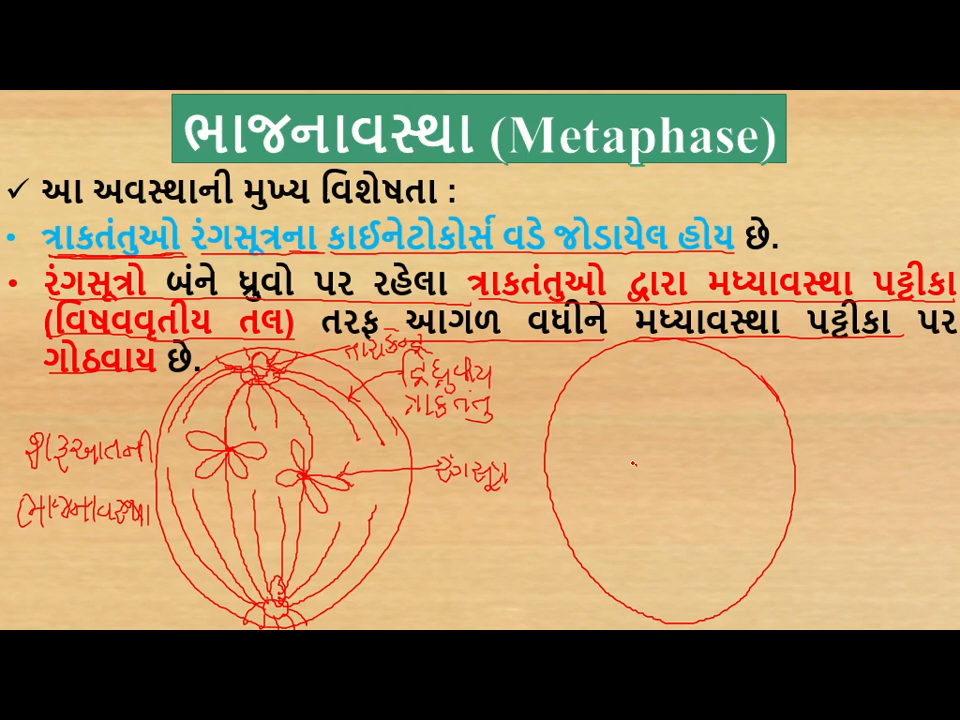 ભાજનાવસ્થા (Metaphase)
✓ આ અવસ્થાની મુખ્ય વિશેષતા :
• ત્રાકતંતુઓ રંગસૂત્રના કાઈનેટોકોર્સ વડે જોડાયેલ હોય છે.
• રંગસૂત્રો બંને ધ્રુવો પર રહેલા ત્રાકતંતુઓ દ્વારા મધ્યાવસ્થા પટ્ટીકા
(વિષવવૃતીય તલ) તરફ આગળ વધીને મધ્યાવસ્થા પટ્ટીકા પર
ગોઠવાય છે.
તારાકેન્દ્ર
દ્વિધ્રુવીય
ત્રાકતંતુ
શરૂઆતની
રંગસૂત્ર
ભાજનાવસ્થા